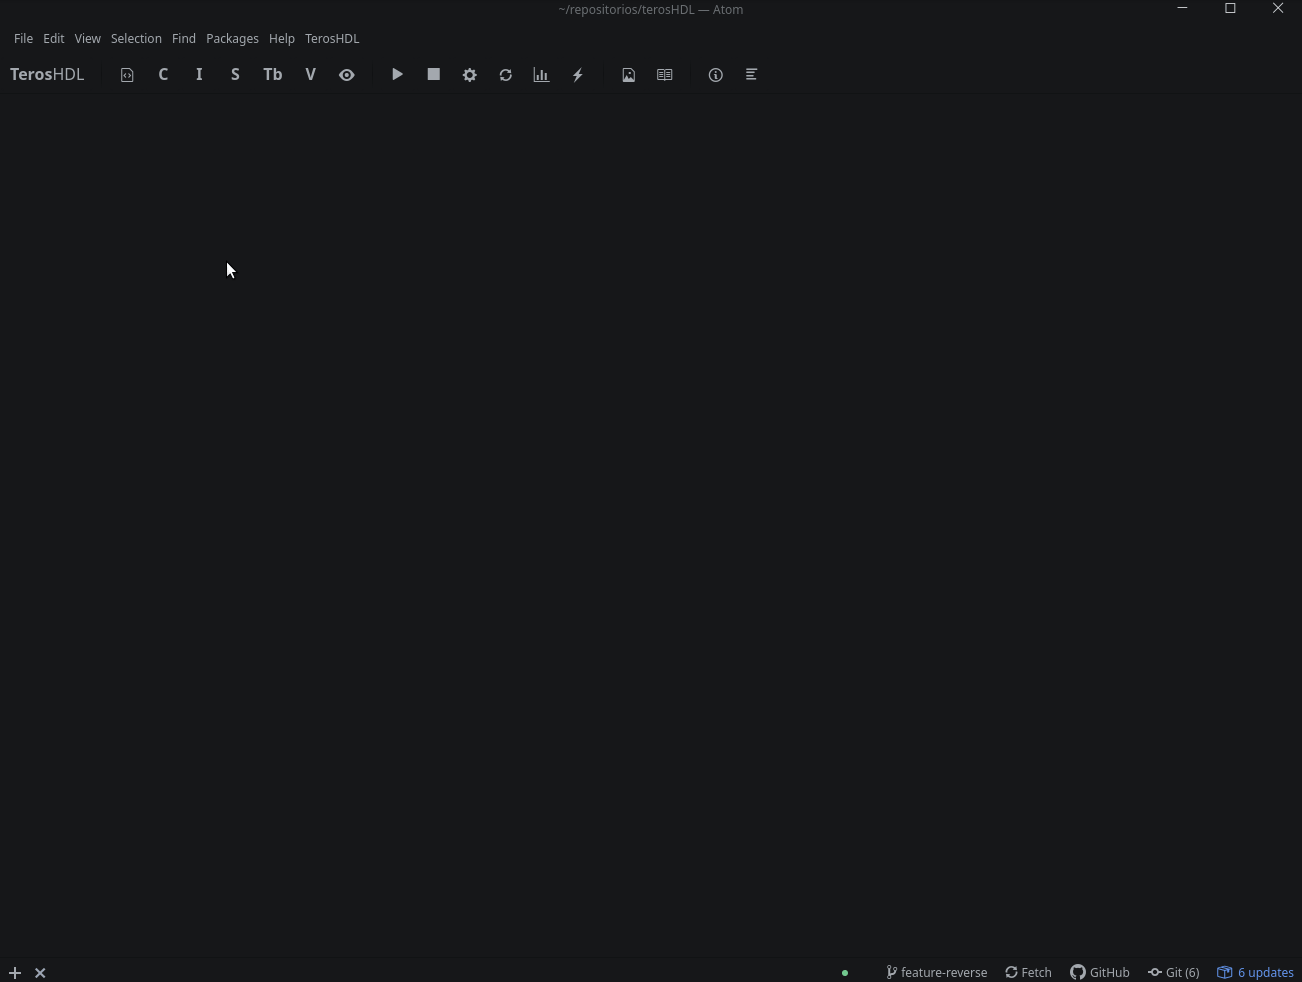 ~/repositorios/terosHDL — Atom
File Edit View Selection Find Packages Help TerosHDL
TerosHDL C I S Tb V
feature-reverse Fetch GitHub Git (6) 6 updates